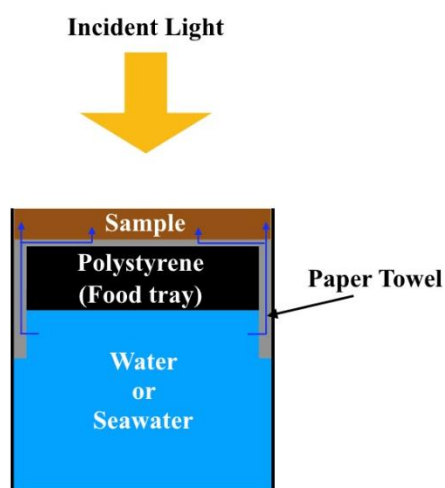 Incident Light
Sample
Polystyrene
(Food tray)
Paper Towel
Water
or
Seawater